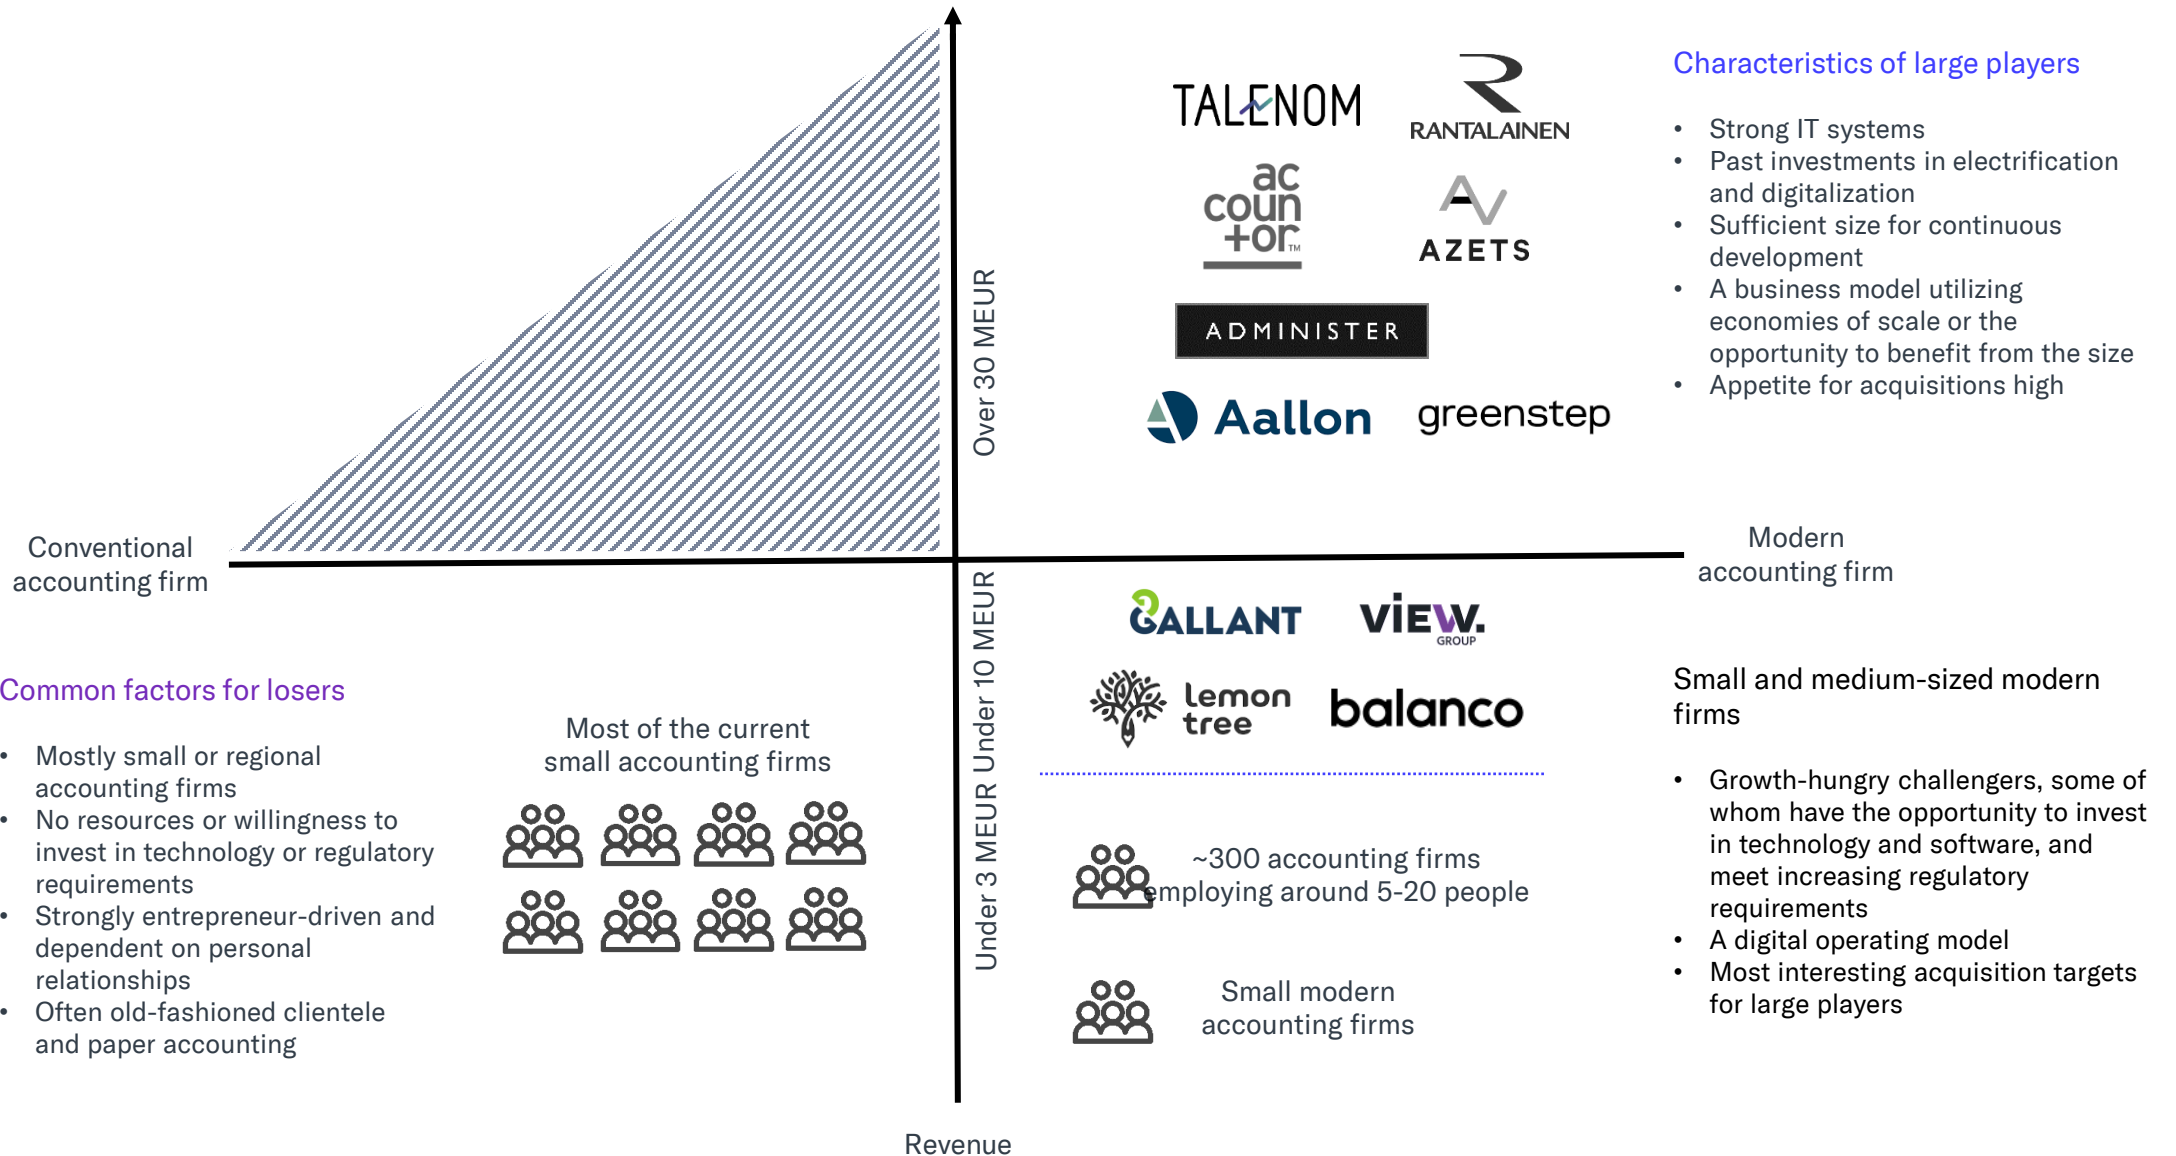 Characteristics of large players
• Strong IT systems
• Past investments in electrification
and digitalization
• Sufficient size for continuous
development
• A business model utilizing
economies of scale or the
opportunity to benefit from the size
• Appetite for acquisitions high
TALENOM
RANTALAINEN
ac
coun
+or™
AZETS
ADMINISTER
Aallon
greenstep
Over 30 MEUR
Conventional
accounting firm
Modern
accounting firm
Under 10 MEUR
Under 3 MEUR
GALLANT
VIEW.
GROUP
lemon
tree
balanco
~300 accounting firms
employing around 5-20 people
Small modern
accounting firms
Common factors for losers
• Mostly small or regional
accounting firms
• No resources or willingness to
invest in technology or regulatory
requirements
• Strongly entrepreneur-driven and
dependent on personal
relationships
• Often old-fashioned clientele
and paper accounting
Most of the current
small accounting firms
Small and medium-sized modern
firms
• Growth-hungry challengers, some of
whom have the opportunity to invest
in technology and software, and
meet increasing regulatory
requirements
• A digital operating model
• Most interesting acquisition targets
for large players
Revenue